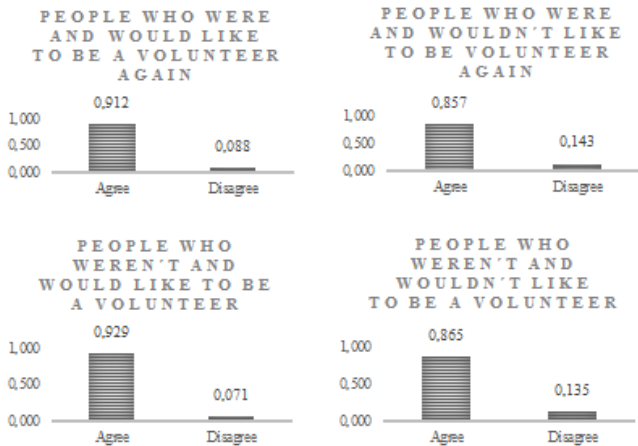 PEOPLE WHO WERE
AND WOULD LIKE
TO BE A VOLUNTEER
AGAIN
0,912
1,000
0,500
0,088
0,000
Agree
Disagree
PEOPLE WHO WERE
AND WOULDN´T LIKE
TO BE VOLUNTEER
AGAIN
0,857
1,000
0,500
0,143
0,000
Agree
Disagree
PEOPLE WHO
WEREN´T AND
WOULD LIKE TO BE
A VOLUNTEER
0,929
1,000
0,500
0,071
0,000
Agree
Disagree
PEOPLE WHO
WEREN´T AND
WOULDN´T LIKE
TO BE A VOLUNTEER
0,865
1,000
0,500
0,135
0,000
Agree
Disagree